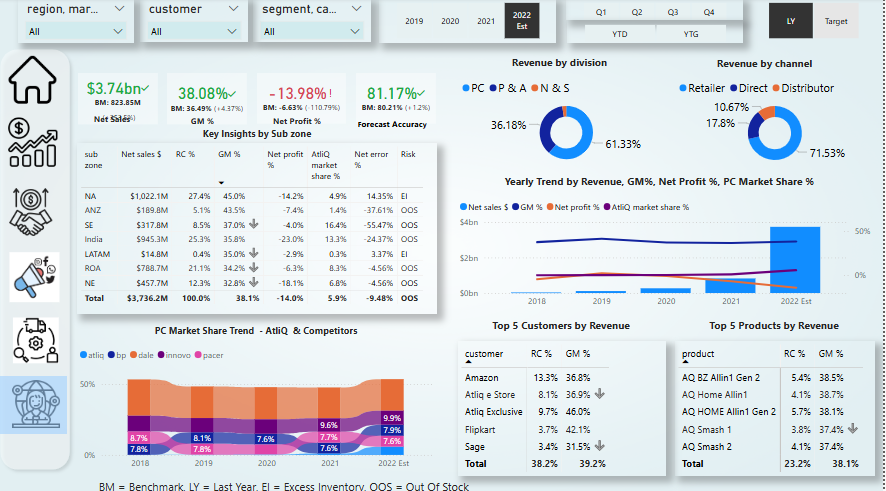 region, mar...
customer
segment, ca...
All
All
All
2019
2020
2021
2022 Est
Q1
Q2
Q3
Q4
YTD
YTG
LY
Target
$3.74bn
BM: 823.85M
Net Sales
38.08%
BM: 36.49% (+4.37%)
GM %
-13.98%!
BM: -6.63% (-110.79%)
Net Profit %
81.17%
BM: 80.21% (+1.2%)
Forecast Accuracy
Revenue by division
PC P & A N & S
36.18%
61.33%
Revenue by channel
Retailer Direct Distributor
10.67%
17.8%
71.53%
Key Insights by Sub zone
sub zone Net sales $ RC % GM % Net profit % AtliQ market share % Net error % Risk
NA $1,022.1M 27.4% 45.0% -14.2% 4.9% 14.35% EI
ANZ $189.8M 5.1% 43.5% -7.4% 1.4% -37.61% OOS
SE $317.8M 8.5% 37.0% -4.0% 16.4% -55.47% OOS
India $945.3M 25.3% 35.8% -23.0% 13.3% -24.37% OOS
LATAM $14.8M 0.4% 35.0% -2.9% 0.3% 3.37% EI
ROA $788.7M 21.1% 34.2% -6.3% 8.3% -4.56% OOS
NE $457.7M 12.3% 32.8% -18.1% 6.8% -4.56% OOS
Total $3,736.2M 100.0% 38.1% -14.0% 5.9% -9.48% OOS
Yearly Trend by Revenue, GM%, Net Profit %, PC Market Share %
Net sales $ GM % Net profit % AtliQ market share %
$4bn
$2bn
$0bn
50%
0%
2018 2019 2020 2021 2022 Est
PC Market Share Trend - AtliQ & Competitors
atliq bp dale innovo pacer
50%
0%
8.7%
7.8%
8.1%
7.8%
7.6%
9.6%
7.7%
7.6%
9.9%
7.9%
7.6%
2018 2019 2020 2021 2022 Est
Top 5 Customers by Revenue
customer RC % GM %
Amazon 13.3% 36.8%
Atliq e Store 8.1% 36.9%
Atliq Exclusive 9.7% 46.0%
Flipkart 3.7% 42.1%
Sage 3.4% 31.5%
Total 38.2% 39.2%
Top 5 Products by Revenue
product RC % GM %
AQ BZ Allin1 Gen 2 5.4% 38.5%
AQ Home Allin1 4.1% 38.7%
AQ HOME Allin1 Gen 2 5.7% 38.1%
AQ Smash 1 3.8% 37.4%
AQ Smash 2 4.1% 37.4%
Total 23.2% 38.1%
BM = Benchmark, LY = Last Year, EI = Excess Inventory, OOS = Out Of Stock